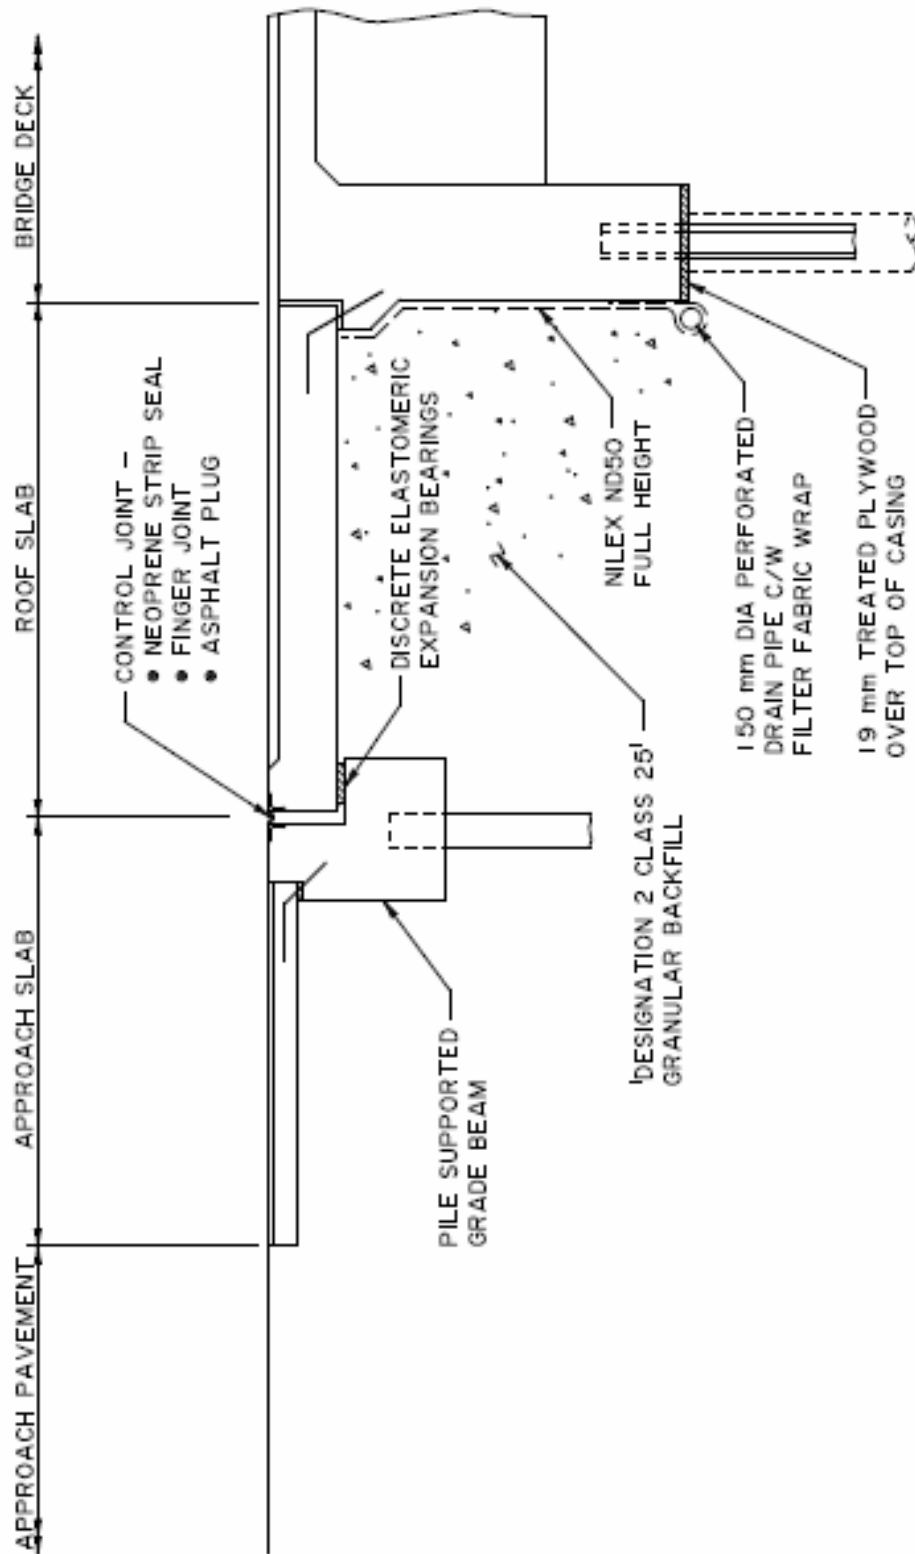 APPROACH PAVEMENT
APPROACH SLAB
ROOF SLAB
BRIDGE DECK
CONTROL JOINT –
● NEOPRENE STRIP SEAL
● FINGER JOINT
● ASPHALT PLUG
DISCRETE ELASTOMERIC
EXPANSION BEARINGS
PILE SUPPORTED
GRADE BEAM
'DESIGNATION 2 CLASS 25'
GRANULAR BACKFILL
NILEX ND50
FULL HEIGHT
150 mm DIA PERFORATED
DRAIN PIPE C/W
FILTER FABRIC WRAP
19 mm TREATED PLYWOOD
OVER TOP OF CASING